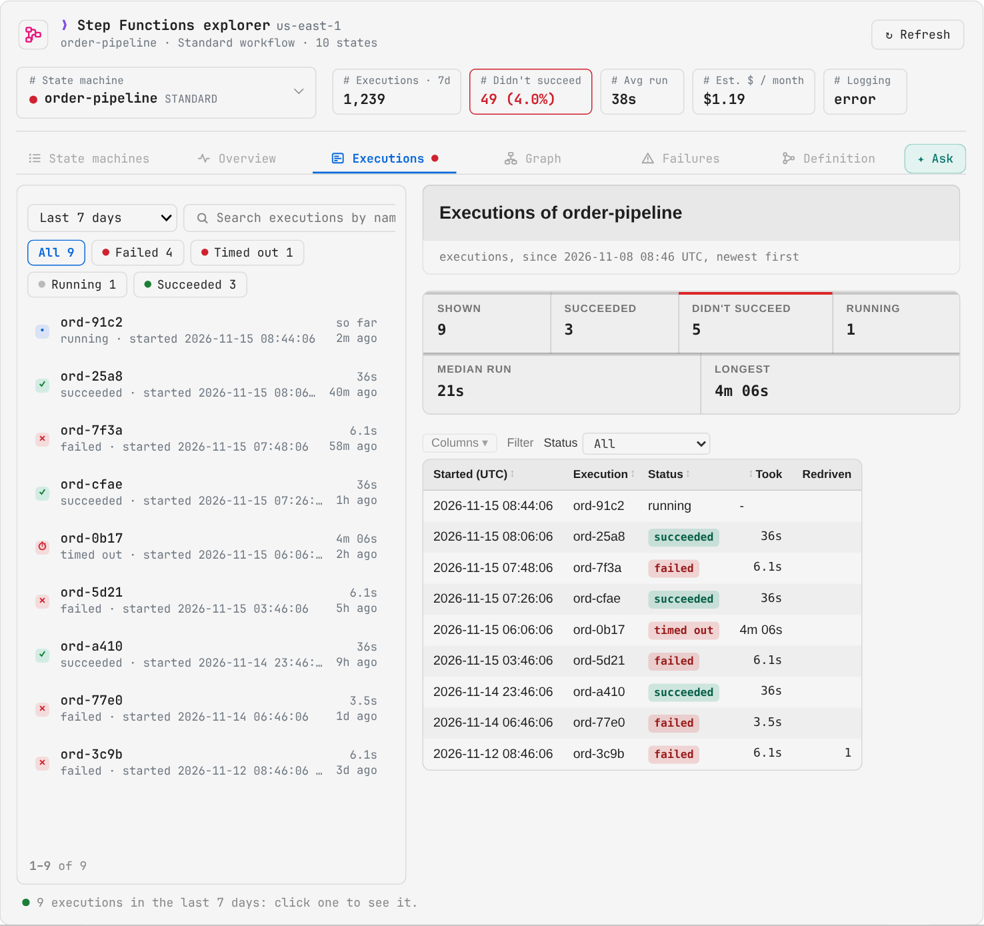 Step Functions explorer us-east-1
order-pipeline · Standard workflow · 10 states
↻ Refresh
# State machine
order-pipeline STANDARD
# Executions · 7d
1,239
# Didn't succeed
49 (4.0%)
# Avg run
38s
# Est. $ / month
$1.19
# Logging
error
State machines
Overview
Executions
Graph
Failures
Definition
✦ Ask
Last 7 days
Search executions by nam
All 9
Failed 4
Timed out 1
Running 1
Succeeded 3
ord-91c2 so far
running · started 2026-11-15 08:44:06 2m ago
ord-25a8 36s
succeeded · started 2026-11-15 08:06… 40m ago
ord-7f3a 6.1s
failed · started 2026-11-15 07:48:06 58m ago
ord-cfae 36s
succeeded · started 2026-11-15 07:26:… 1h ago
ord-0b17 4m 06s
timed out · started 2026-11-15 06:06:… 2h ago
ord-5d21 6.1s
failed · started 2026-11-15 03:46:06 5h ago
ord-a410 36s
succeeded · started 2026-11-14 23:46:… 9h ago
ord-77e0 3.5s
failed · started 2026-11-14 06:46:06 1d ago
ord-3c9b 6.1s
failed · started 2026-11-12 08:46:06 … 3d ago
1–9 of 9
Executions of order-pipeline
executions, since 2026-11-08 08:46 UTC, newest first
SHOWN
9
SUCCEEDED
3
DIDN'T SUCCEED
5
RUNNING
1
MEDIAN RUN
21s
LONGEST
4m 06s
Columns ▾ Filter Status All
Started (UTC) Execution Status Took Redriven
2026-11-15 08:44:06 ord-91c2 running -
2026-11-15 08:06:06 ord-25a8 succeeded 36s
2026-11-15 07:48:06 ord-7f3a failed 6.1s
2026-11-15 07:26:06 ord-cfae succeeded 36s
2026-11-15 06:06:06 ord-0b17 timed out 4m 06s
2026-11-15 03:46:06 ord-5d21 failed 6.1s
2026-11-14 23:46:06 ord-a410 succeeded 36s
2026-11-14 06:46:06 ord-77e0 failed 3.5s
2026-11-12 08:46:06 ord-3c9b failed 6.1s 1
9 executions in the last 7 days: click one to see it.